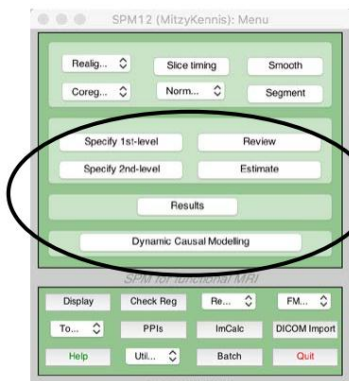 SPM12 (MitzyKennis): Menu
Realig... Slice timing Smooth
Coreg... Norm... Segment
Specify 1st-level Review
Specify 2nd-level Estimate
Results
Dynamic Causal Modelling
SPM for functional MRI
Display Check Reg Re... FM...
To... PPIs ImCalc DICOM Import
Help Util... Batch Quit